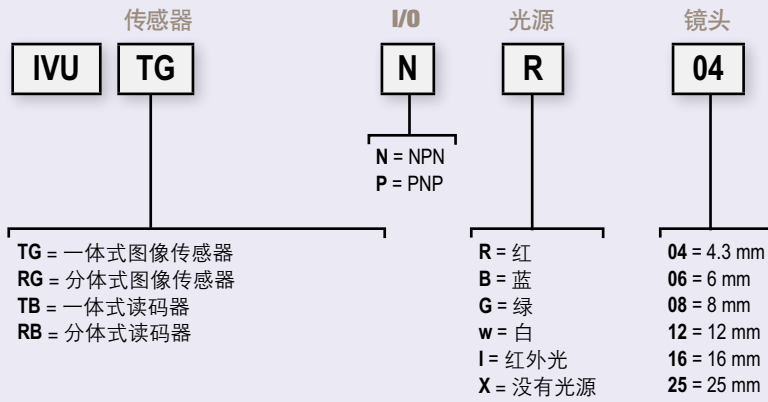 传感器 I/O 光源 镜头
IVU TG N R 04
N = NPN
P = PNP
TG = 一体式图像传感器
RG = 分体式图像传感器
TB = 一体式读码器
RB = 分体式读码器
R = 红
B = 蓝
G = 绿
w = 白
I = 红外光
X = 没有光源
04 = 4.3 mm
06 = 6 mm
08 = 8 mm
12 = 12 mm
16 = 16 mm
25 = 25 mm